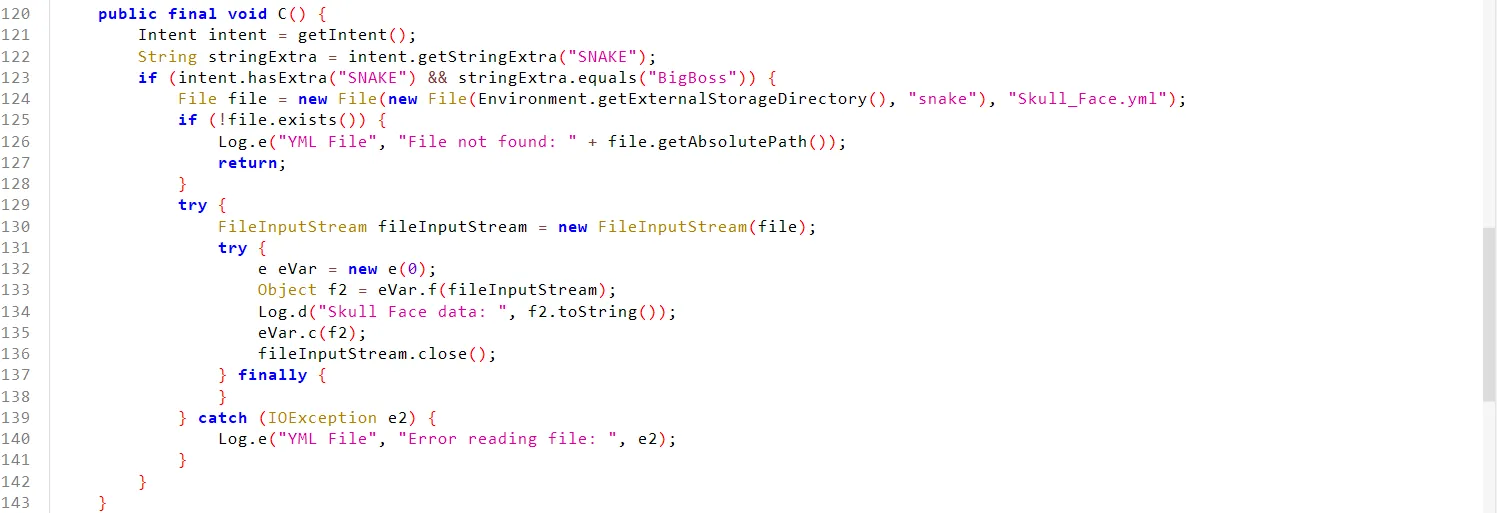 120 public final void C() {
121 Intent intent = getIntent();
122 String stringExtra = intent.getStringExtra("SNAKE");
123 if (intent.hasExtra("SNAKE") && stringExtra.equals("BigBoss")) {
124 File file = new File(new File(Environment.getExternalStorageDirectory(), "snake"), "Skull_Face.yml");
125 if (!file.exists()) {
126 Log.e("YML File", "File not found: " + file.getAbsolutePath());
127 return;
128 }
129 try {
130 FileInputStream fileInputStream = new FileInputStream(file);
131 try {
132 e eVar = new e(0);
133 Object f2 = eVar.f(fileInputStream);
134 Log.d("Skull Face data: ", f2.toString());
135 eVar.c(f2);
136 fileInputStream.close();
137 } finally {
138 }
139 } catch (IOException e2) {
140 Log.e("YML File", "Error reading file: ", e2);
141 }
142 }
143 }